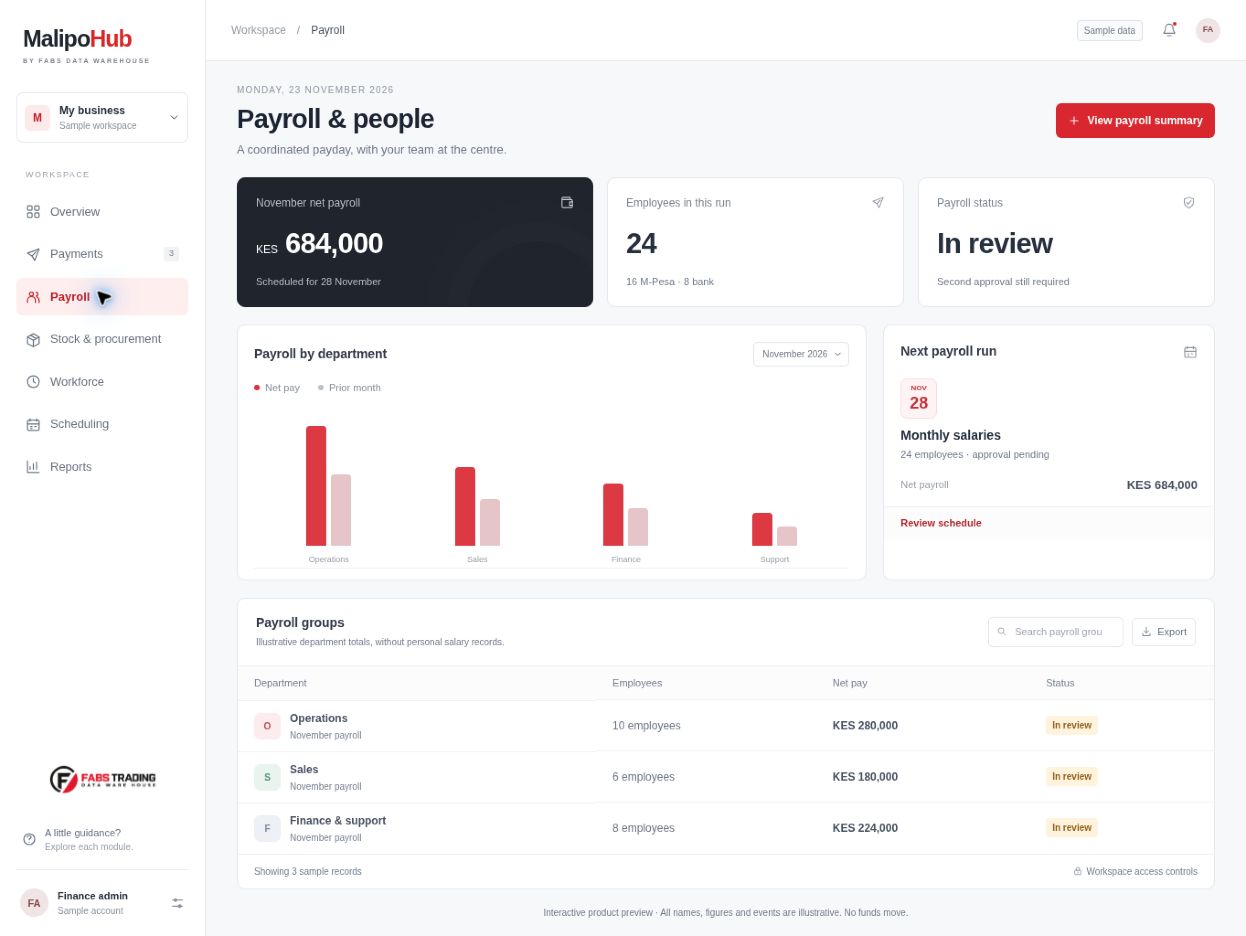 MalipoHub
BY FABS DATA WAREHOUSE
M
My business
Sample workspace
WORKSPACE
Overview
Payments 3
Payroll
Stock & procurement
Workforce
Scheduling
Reports
FABS TRADING
DATA WARE HOUSE
A little guidance?
Explore each module.
FA
Finance admin
Sample account
Workspace / Payroll
Sample data
FA
MONDAY, 23 NOVEMBER 2026
Payroll & people
A coordinated payday, with your team at the centre.
+ View payroll summary
November net payroll
KES 684,000
Scheduled for 28 November
Employees in this run
24
16 M-Pesa · 8 bank
Payroll status
In review
Second approval still required
Payroll by department
November 2026
Net pay Prior month
Operations Sales Finance Support
Next payroll run
NOV
28
Monthly salaries
24 employees · approval pending
Net payroll KES 684,000
Review schedule
Payroll groups
Illustrative department totals, without personal salary records.
Search payroll grou
Export
Department Employees Net pay Status
O
Operations
November payroll
10 employees KES 280,000 In review
S
Sales
November payroll
6 employees KES 180,000 In review
F
Finance & support
November payroll
8 employees KES 224,000 In review
Showing 3 sample records
Workspace access controls
Interactive product preview · All names, figures and events are illustrative. No funds move.